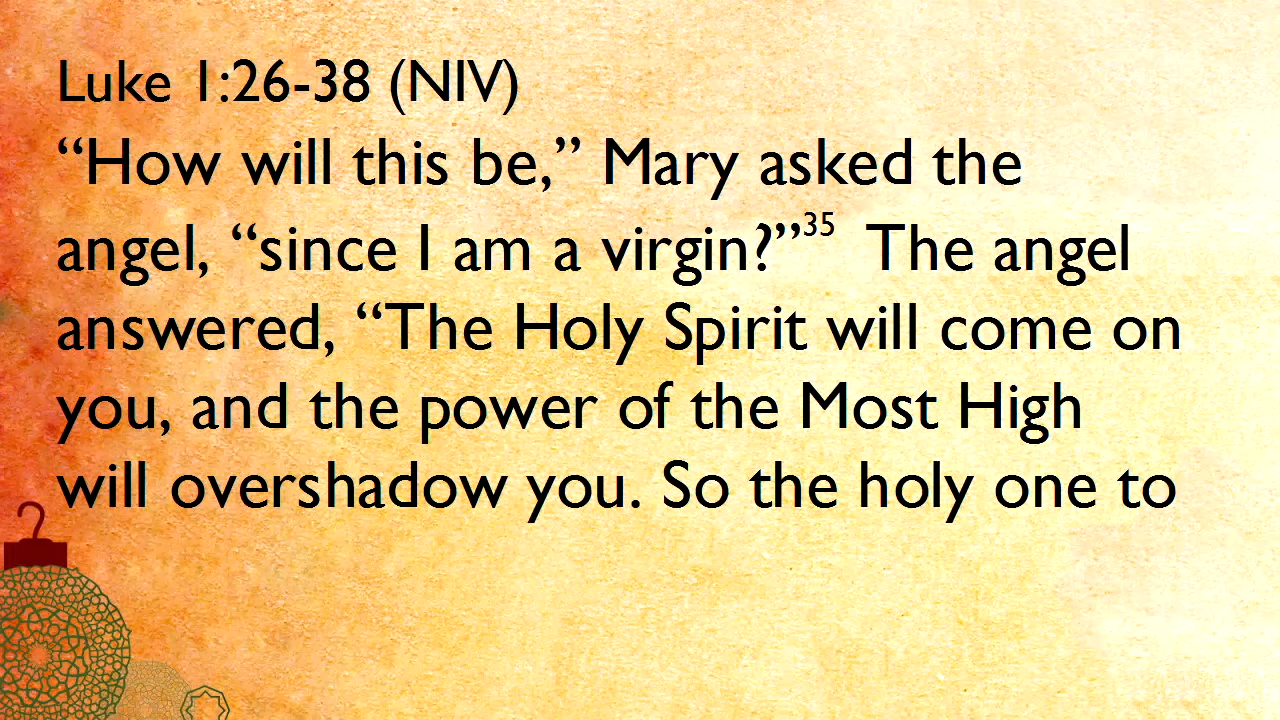 Luke 1:26-38 (NIV)
“How will this be,” Mary asked the
angel, “since I am a virgin?”35 The angel
answered, “The Holy Spirit will come on
you, and the power of the Most High
will overshadow you. So the holy one to